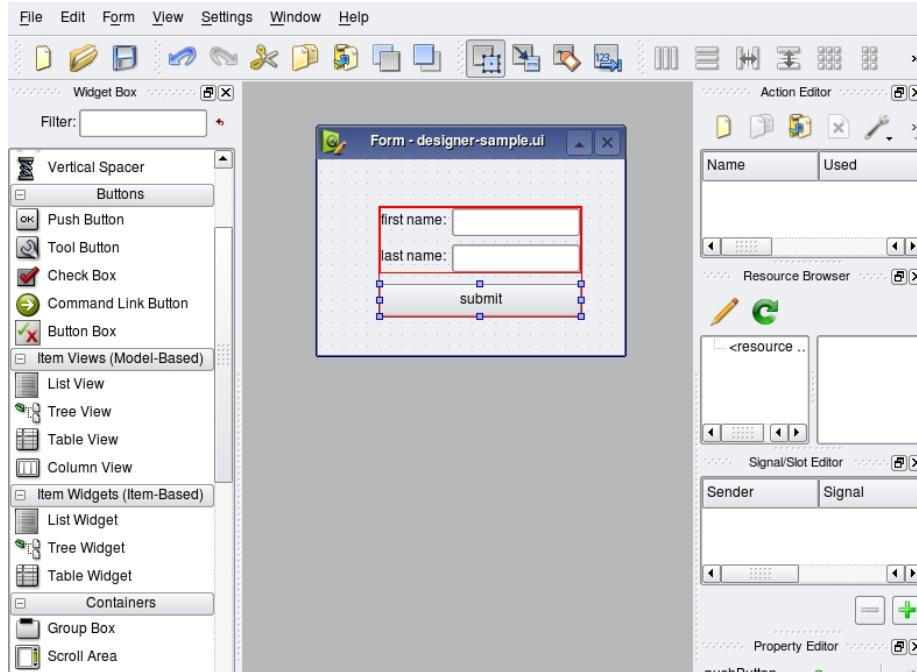 File Edit Form View Settings Window Help
Widget Box
Filter:
Vertical Spacer
Buttons
OK Push Button
Tool Button
Check Box
Command Link Button
Button Box
Item Views (Model-Based)
List View
Tree View
Table View
Column View
Item Widgets (Item-Based)
List Widget
Tree Widget
Table Widget
Containers
Group Box
Scroll Area
123
Form - designer-sample.ui
first name:
last name:
submit
Action Editor
Name Used
Resource Browser
<resource ..
Signal/Slot Editor
Sender Signal
Property Editor
pushButton